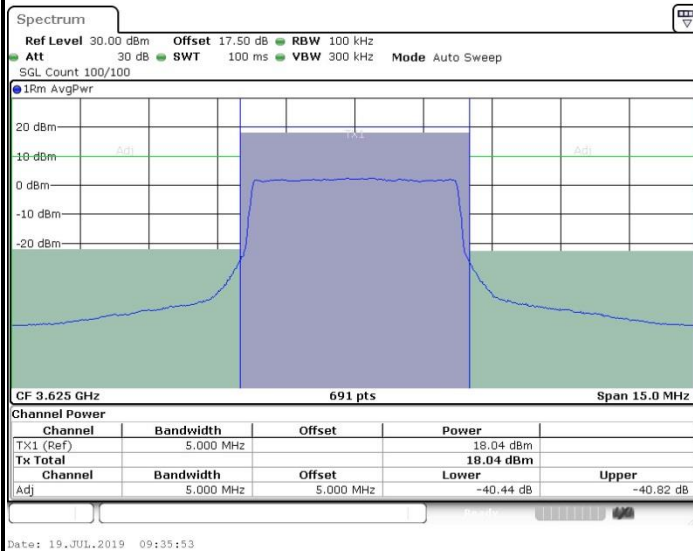 Spectrum
Ref Level 30.00 dBm Offset 17.50 dB RBW 100 kHz
Att 30 dB SWT 100 ms VBW 300 kHz Mode Auto Sweep
SGL Count 100/100
1Rm AvgPwr
20 dBm
TX1
10 dBm Adj Adj
0 dBm
-10 dBm
-20 dBm
CF 3.625 GHz 691 pts Span 15.0 MHz
Channel Power
Channel Bandwidth Offset Power
TX1 (Ref) 5.000 MHz 18.04 dBm
Tx Total 18.04 dBm
Channel Bandwidth Offset Lower Upper
Adj 5.000 MHz 5.000 MHz -40.44 dB -40.82 dB
Ready
Date: 19.JUL.2019 09:35:53